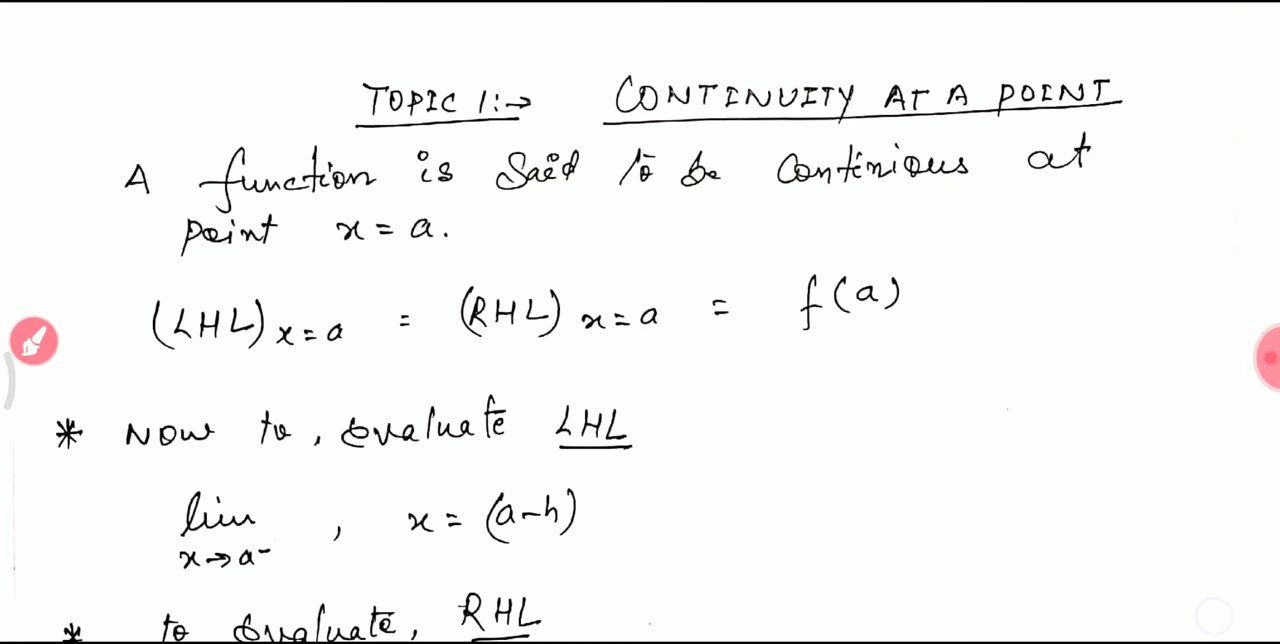 TOPIC 1:→ CONTINUITY AT A POINT
A function is said to be continious at
point x = a.
(LHL) x = a = (RHL) x = a = f(a)
* NOW to, evaluate LHL
lim x→a⁻ , x = (a-h)
* to evaluate, RHL